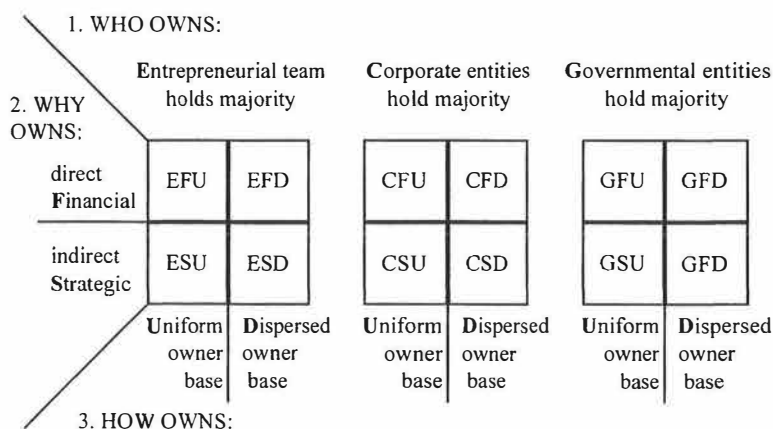 1. WHO OWNS:
Entrepreneurial team
holds majority
Corporate entities
hold majority
Governmental entities
hold majority
2. WHY
OWNS:
direct
Financial
EFU EFD CFU CFD GFU GFD
indirect
Strategic
ESU ESD CSU CSD GSU GFD
Uniform
owner
base
Dispersed
owner
base
Uniform
owner
base
Dispersed
owner
base
Uniform
owner
base
Dispersed
owner
base
3. HOW OWNS: